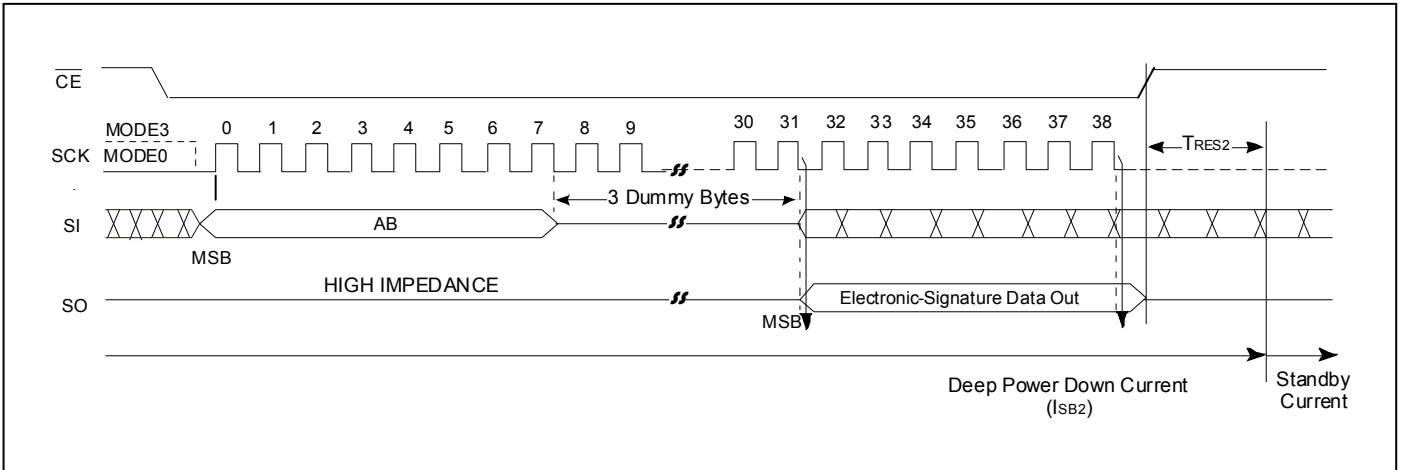 CE
MODE3
0 1 2 3 4 5 6 7 8 9 30 31 32 33 34 35 36 37 38
SCK
MODE0
TRES2
3 Dummy Bytes
SI
AB
MSB
HIGH IMPEDANCE
SO
Electronic-Signature Data Out
MSB
Deep Power Down Current
(ISB2)
Standby
Current